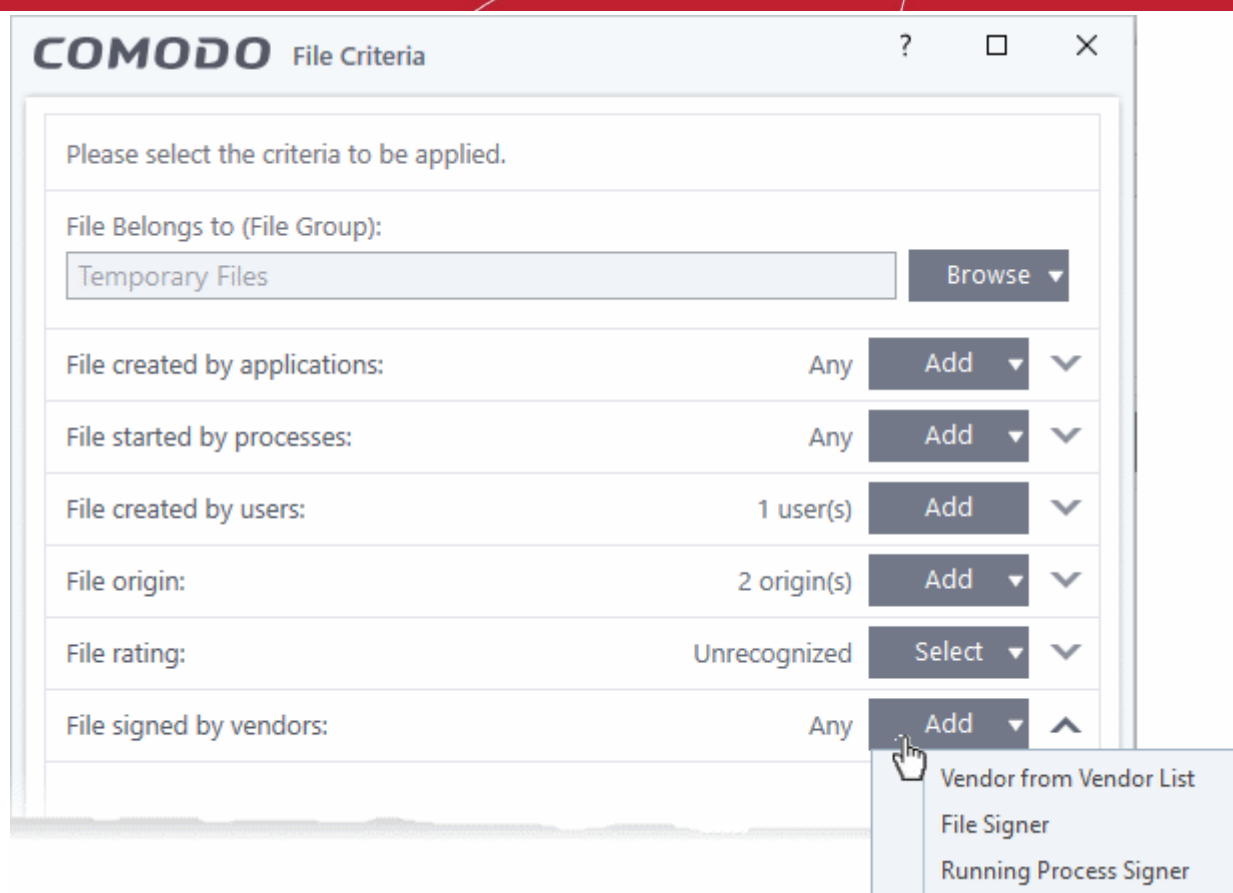 COMODO File Criteria ?
Please select the criteria to be applied.
File Belongs to (File Group):
Temporary Files Browse
File created by applications: Any Add
File started by processes: Any Add
File created by users: 1 user(s) Add
File origin: 2 origin(s) Add
File rating: Unrecognized Select
File signed by vendors: Any Add
Vendor from Vendor List
File Signer
Running Process Signer